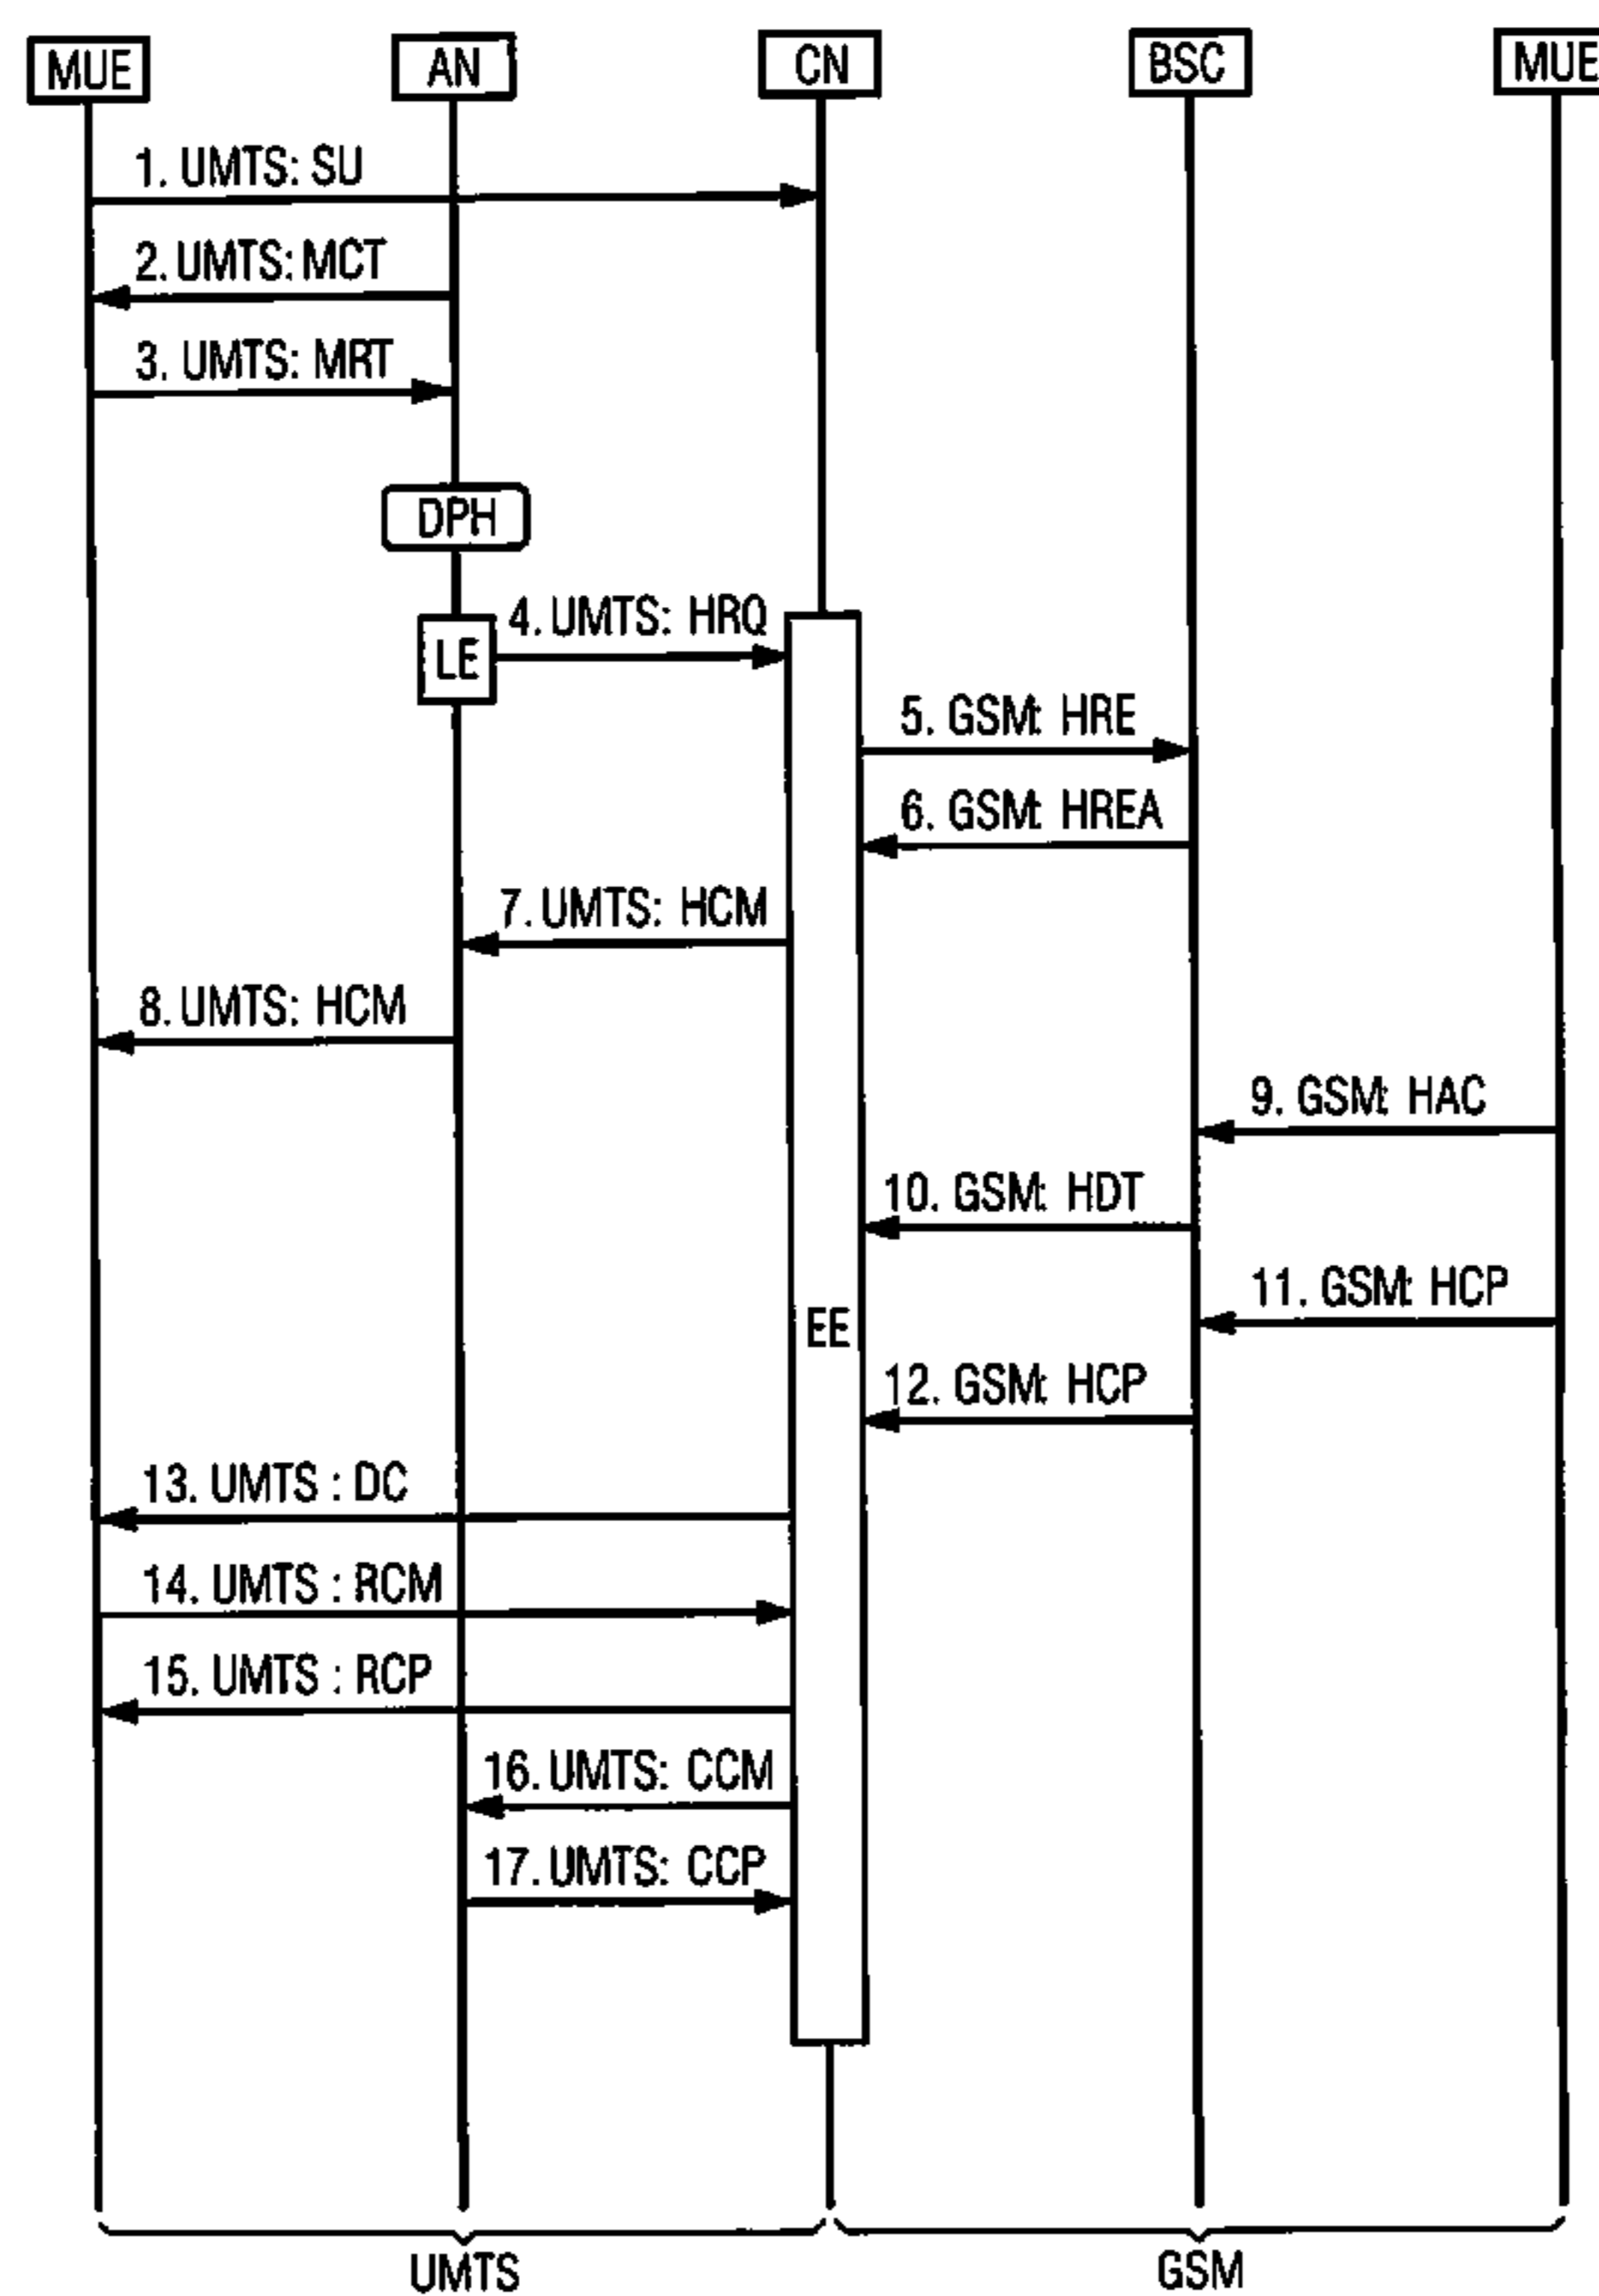 MUE AN CN BSC MUE
1. UMTS: SU
2. UMTS: MCT
3. UMTS: MRT
DPH
LE
4. UMTS: HRQ
5. GSM: HRE
6. GSM: HREA
7. UMTS: HCM
8. UMTS: HCM
9. GSM: HAC
10. GSM: HDT
11. GSM: HCP
EE
12. GSM: HCP
13. UMTS : DC
14. UMTS : RCM
15. UMTS : RCP
16. UMTS: CCM
17. UMTS: CCP
UMTS GSM